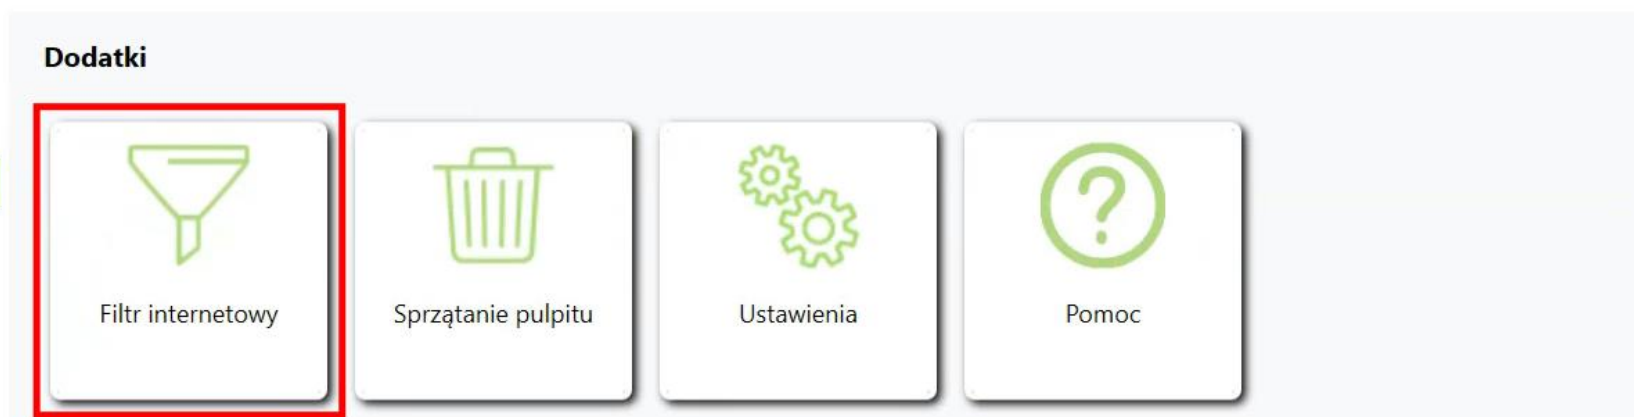 Dodatki
Filtr internetowy
Sprzątanie pulpitu
Ustawienia
Pomoc